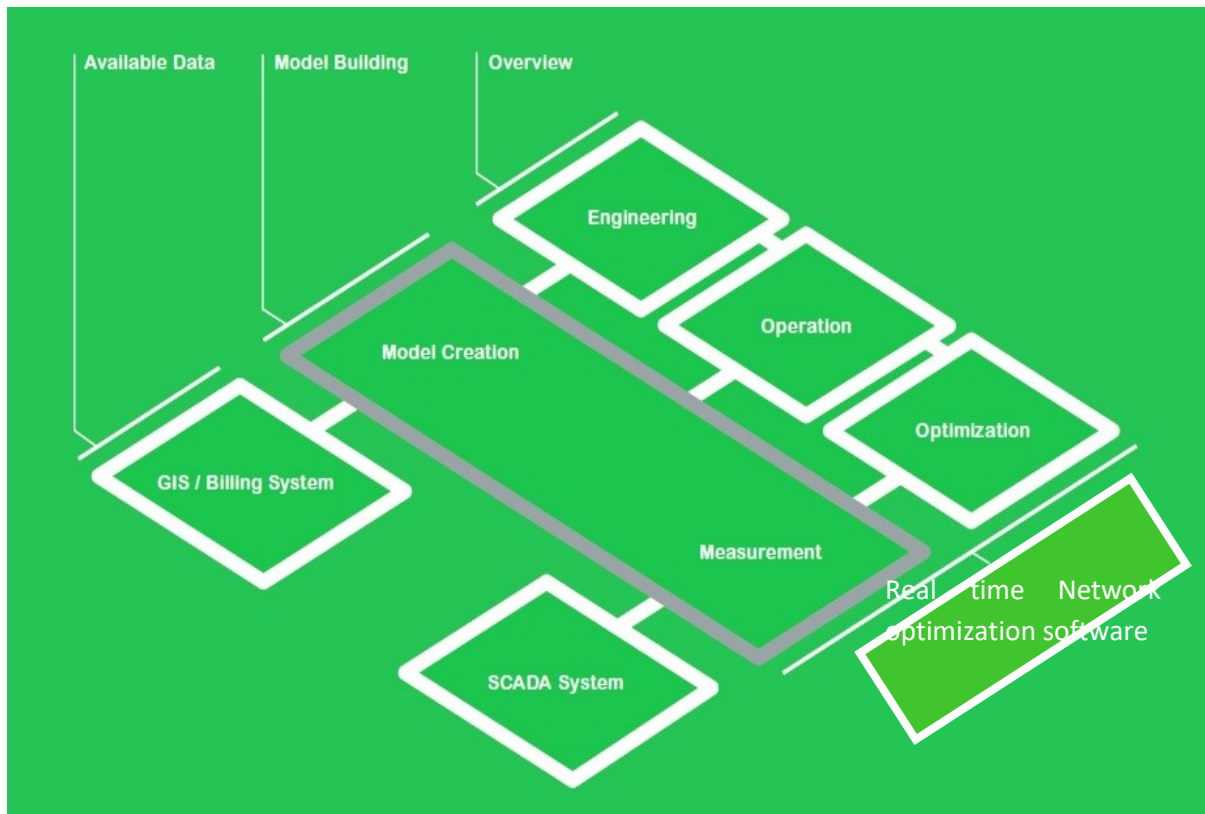 Available Data
Model Building
Overview
Engineering
Operation
Model Creation
Optimization
GIS / Billing System
Measurement
Real time Network
optimization software
SCADA System